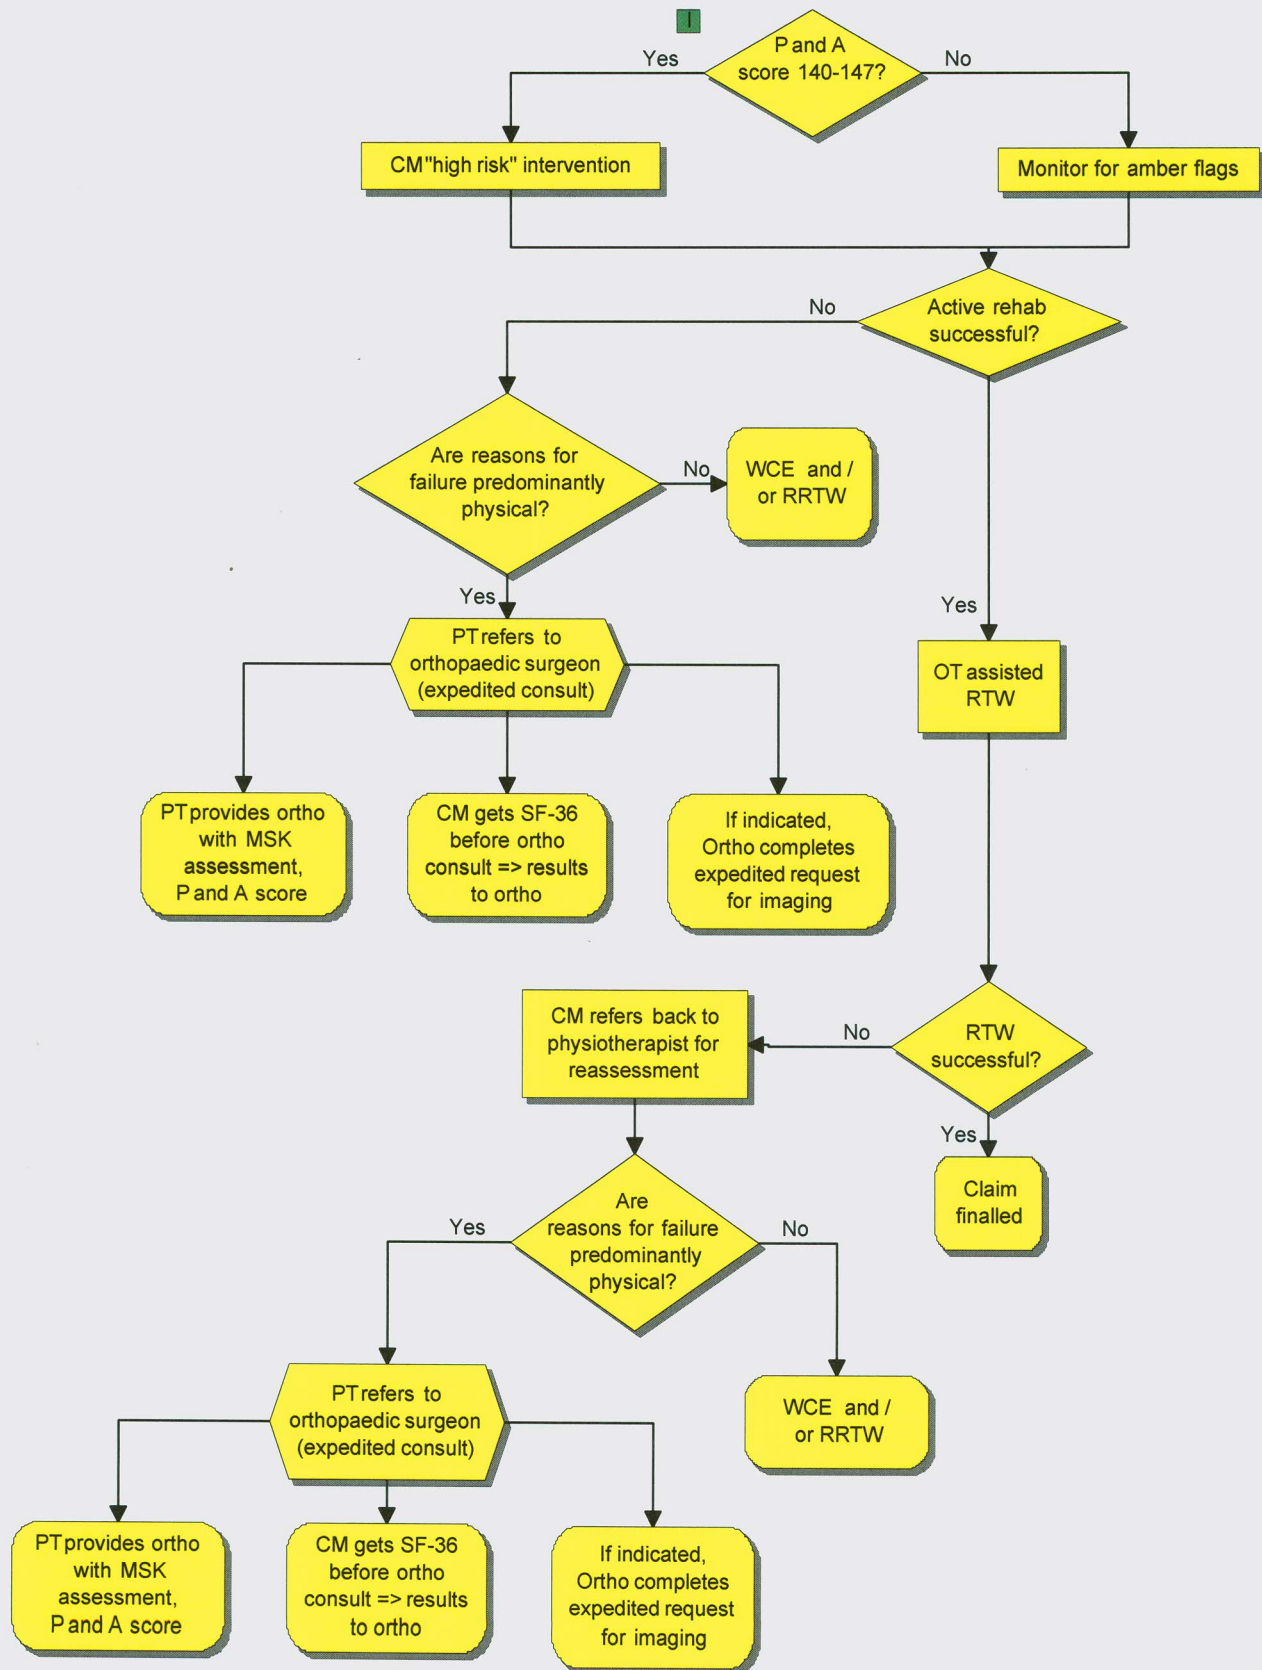 I
P and A
score 140-147?
Yes
No
CM "high risk" intervention
Monitor for amber flags
Active rehab
successful?
No
Are reasons for
failure predominantly
physical?
No
WCE and /
or RRTW
Yes
Yes
PT refers to
orthopaedic surgeon
(expedited consult)
OT assisted
RTW
PT provides ortho
with MSK
assessment,
P and A score
CM gets SF-36
before ortho
consult => results
to ortho
If indicated,
Ortho completes
expedited request
for imaging
CM refers back to
physiotherapist for
reassessment
No
RTW
successful?
Yes
Claim
finalled
Are
reasons for failure
predominantly
physical?
Yes
No
PT refers to
orthopaedic surgeon
(expedited consult)
WCE and /
or RRTW
PT provides ortho
with MSK
assessment,
P and A score
CM gets SF-36
before ortho
consult => results
to ortho
If indicated,
Ortho completes
expedited request
for imaging